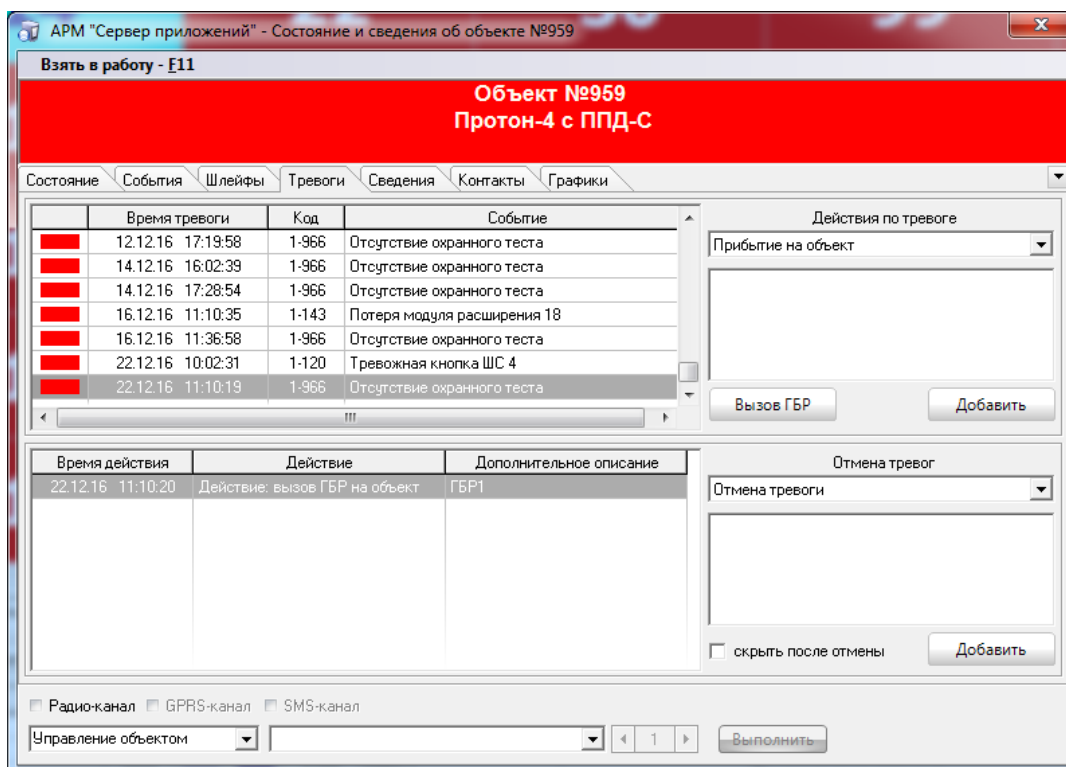 АРМ "Сервер приложений" - Состояние и сведения об объекте №959
Взять в работу - F11
Объект №959
Протон-4 с ППД-С
Состояние События Шлейфы Тревоги Сведения Контакты Графики
Время тревоги Код Событие
12.12.16 17:19:58 1-966 Отсутствие охранного теста
14.12.16 16:02:39 1-966 Отсутствие охранного теста
14.12.16 17:28:54 1-966 Отсутствие охранного теста
16.12.16 11:10:35 1-143 Потеря модуля расширения 18
16.12.16 11:36:58 1-966 Отсутствие охранного теста
22.12.16 10:02:31 1-120 Тревожная кнопка ШС 4
22.12.16 11:10:19 1-966 Отсутствие охранного теста
Действия по тревоге
Прибытие на объект
Вызов ГБР Добавить
Время действия Действие Дополнительное описание
22.12.16 11:10:20 Действие: вызов ГБР на объект ГБР1
Отмена тревог
Отмена тревоги
скрыть после отмены Добавить
Радио-канал GPRS-канал SMS-канал
Управление объектом 1 Выполнить